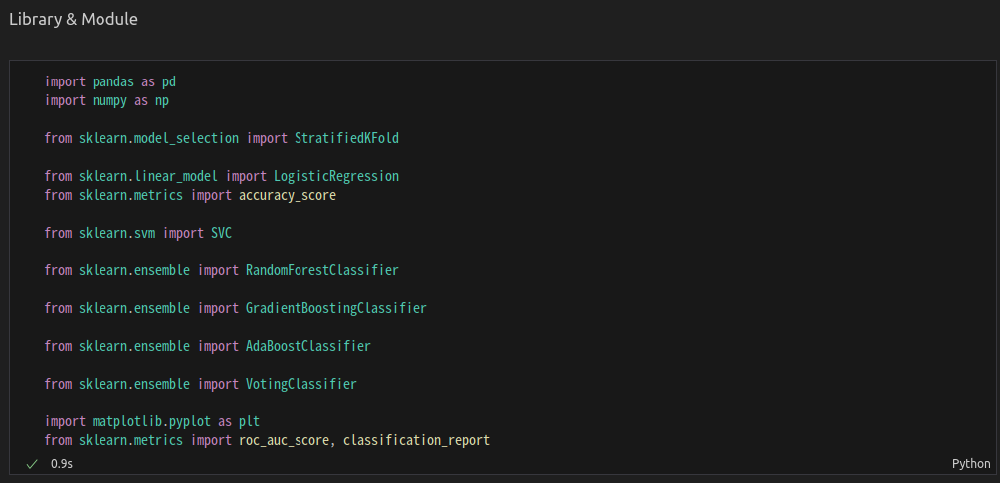 Library & Module
import pandas as pd
import numpy as np
from sklearn.model_selection import StratifiedKFold
from sklearn.linear_model import LogisticRegression
from sklearn.metrics import accuracy_score
from sklearn.svm import SVC
from sklearn.ensemble import RandomForestClassifier
from sklearn.ensemble import GradientBoostingClassifier
from sklearn.ensemble import AdaBoostClassifier
from sklearn.ensemble import VotingClassifier
import matplotlib.pyplot as plt
from sklearn.metrics import roc_auc_score, classification_report
0.9s
Python